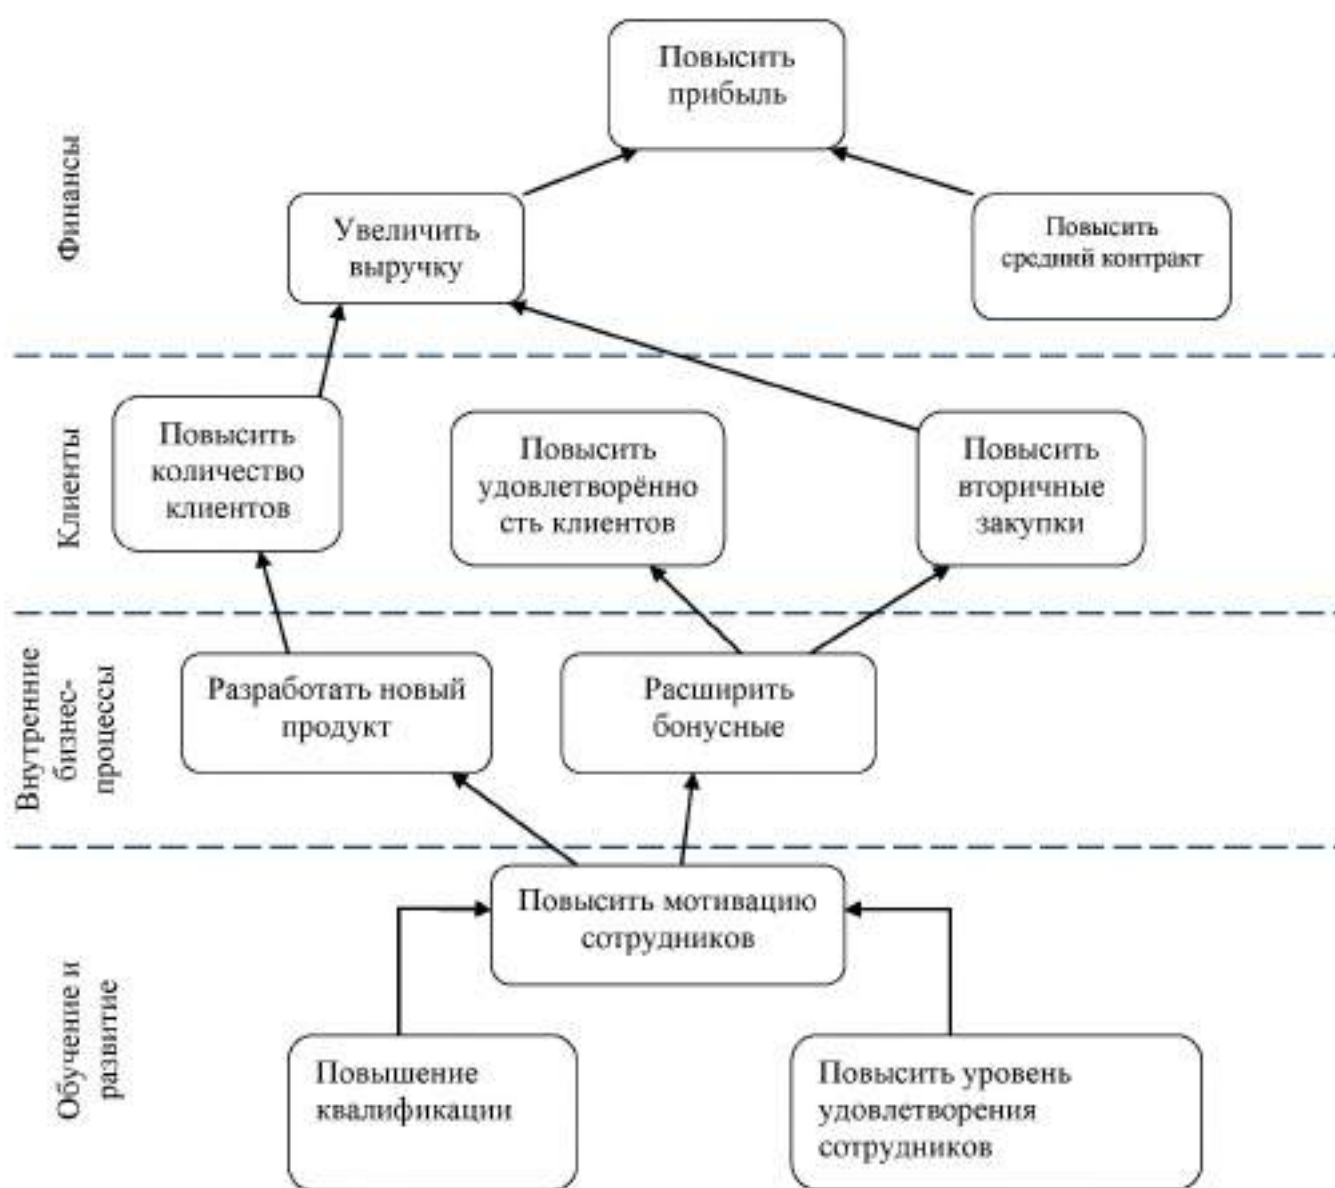 Финансы
Повысить
прибыль
Увеличить
выручку
Повысить
средний контракт
Клиенты
Повысить
количество
клиентов
Повысить
удовлетворённо
сть клиентов
Повысить
вторичные
закупки
Внутренние
бизнес-
процессы
Разработать новый
продукт
Расширить
бонусные
Обучение и
развитие
Повысить мотивацию
сотрудников
Повышение
квалификации
Повысить уровень
удовлетворения
сотрудников